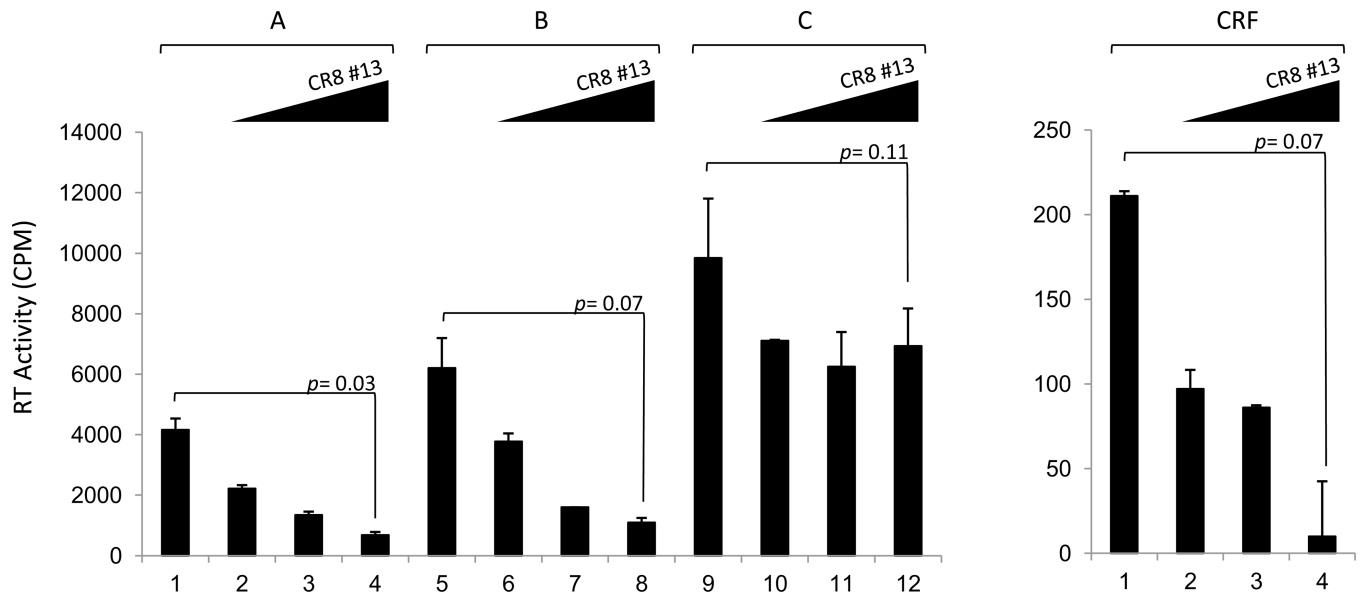 A B C CRF
CR8 #13 CR8 #13 CR8 #13 CR8 #13
RT Activity (CPM)
14000
12000
10000
8000
6000
4000
2000
0
p= 0.03
p= 0.07
p= 0.11
1 2 3 4 5 6 7 8 9 10 11 12
250
200
150
100
50
0
p= 0.07
1 2 3 4